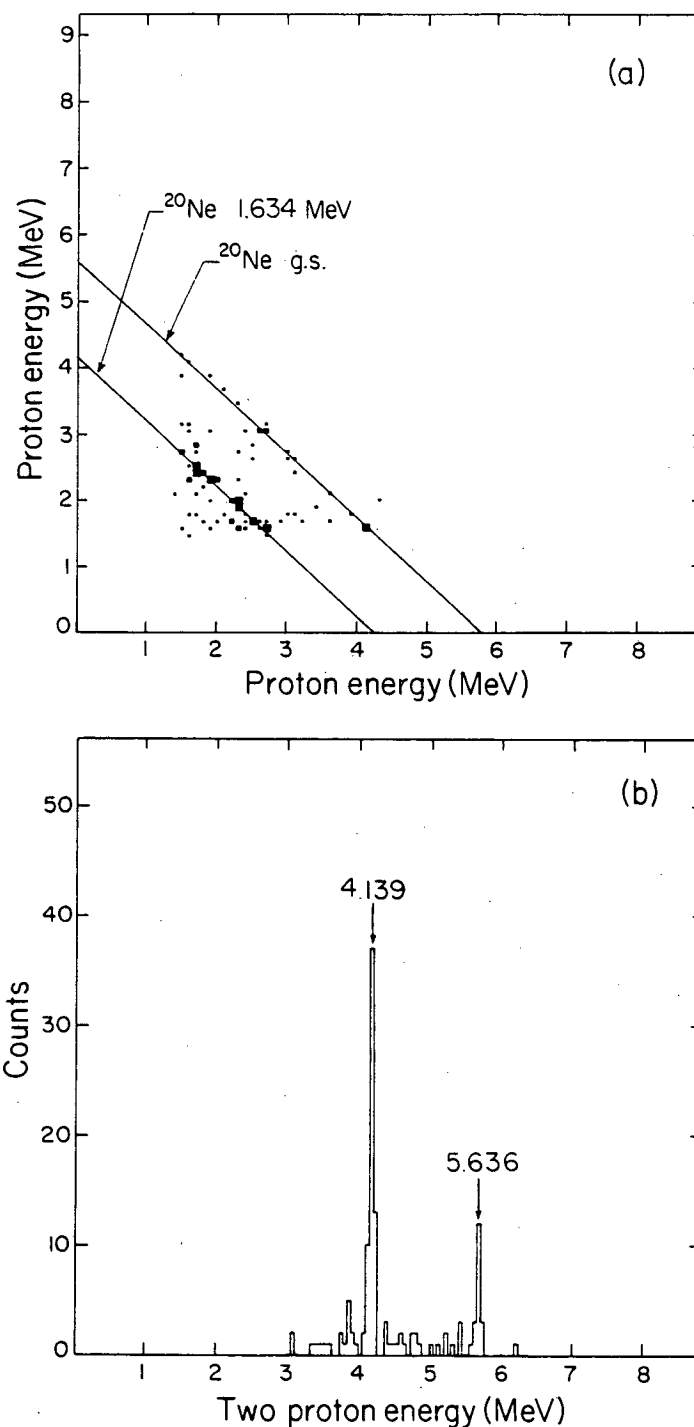 (a)
9
8
7
6
5
4
3
2
1
0
Proton energy (MeV)
²⁰Ne 1.634 MeV
²⁰Ne g.s.
1 2 3 4 5 6 7 8
Proton energy (MeV)
(b)
50
40
30
20
10
0
Counts
4.139
5.636
1 2 3 4 5 6 7 8
Two proton energy (MeV)